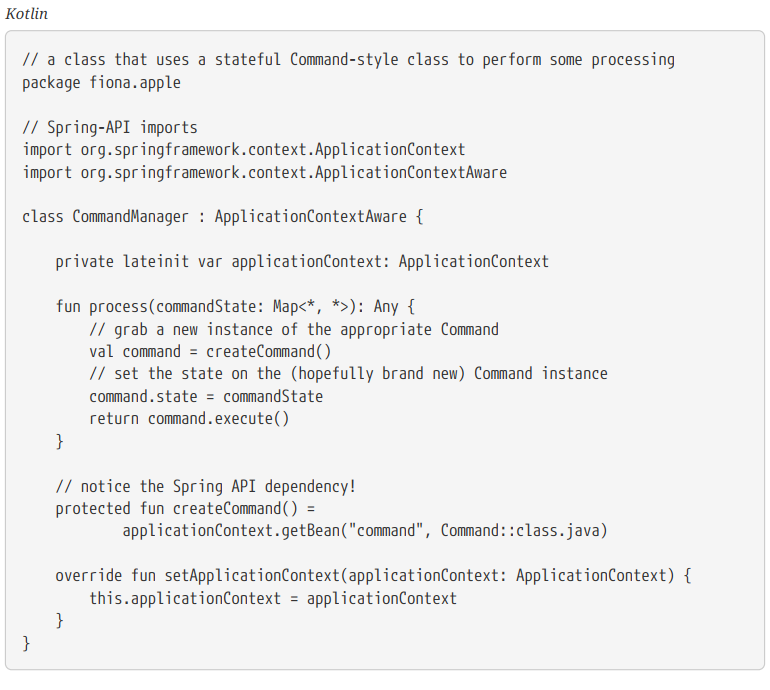 Kotlin
// a class that uses a stateful Command-style class to perform some processing
package fiona.apple

// Spring-API imports
import org.springframework.context.ApplicationContext
import org.springframework.context.ApplicationContextAware

class CommandManager : ApplicationContextAware {

    private lateinit var applicationContext: ApplicationContext

    fun process(commandState: Map<*, *>): Any {
        // grab a new instance of the appropriate Command
        val command = createCommand()
        // set the state on the (hopefully brand new) Command instance
        command.state = commandState
        return command.execute()
    }

    // notice the Spring API dependency!
    protected fun createCommand() =
            applicationContext.getBean("command", Command::class.java)

    override fun setApplicationContext(applicationContext: ApplicationContext) {
        this.applicationContext = applicationContext
    }
}